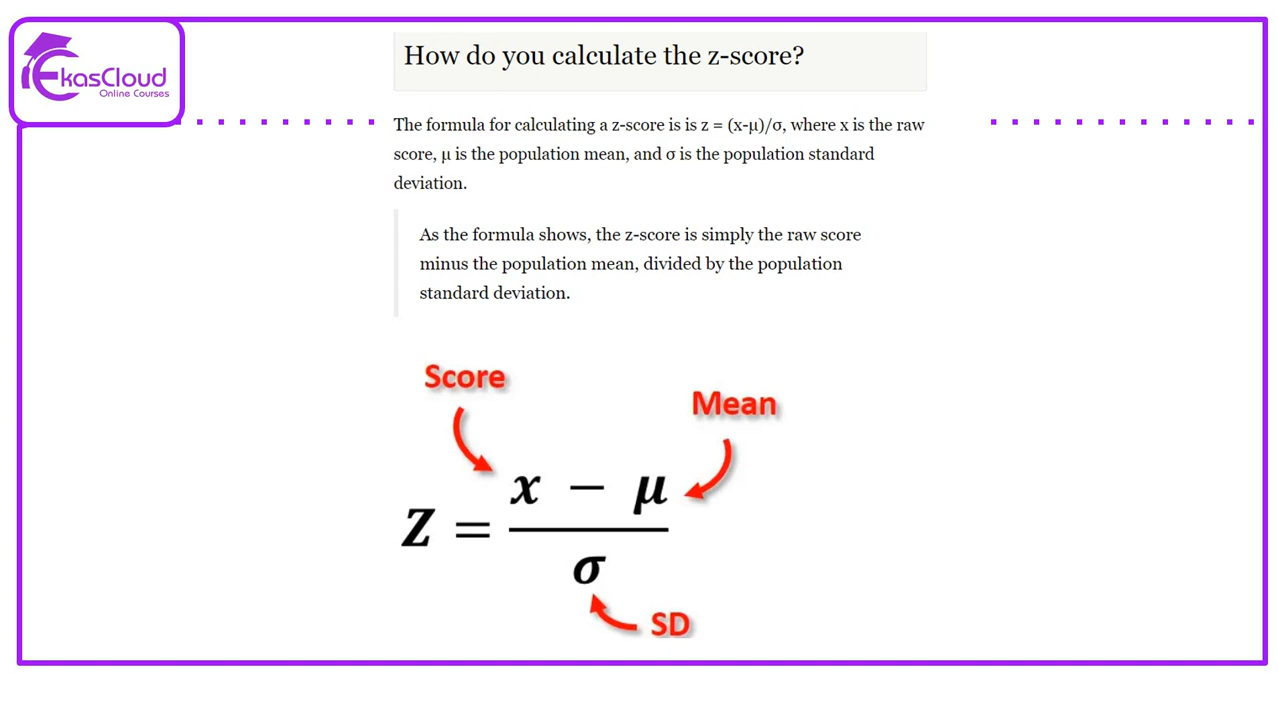 EkasCloud
Online Courses
How do you calculate the z-score?
The formula for calculating a z-score is is z = (x-μ)/σ, where x is the raw
score, μ is the population mean, and σ is the population standard
deviation.
As the formula shows, the z-score is simply the raw score
minus the population mean, divided by the population
standard deviation.
Score
Mean
x − μ
Z =
σ
SD